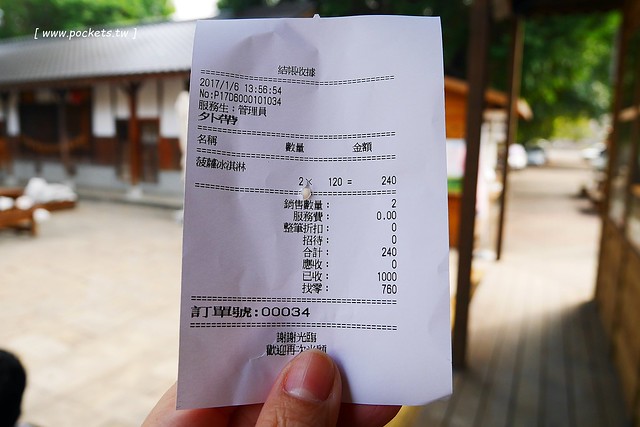 [ www.pockets.tw ]
結帳收據
2017/1/6 13:56:54
No:P17D6000101034
服務生：管理員
外帶
名稱 數量 金額
菠蘿冰淇淋
2× 120 = 240
銷售數量： 2
服務費： 0.00
整筆折扣： 0
招待： 0
合計： 240
應收： 0
已收： 1000
找零： 760
訂單號:00034
謝謝光臨
歡迎再次光顧